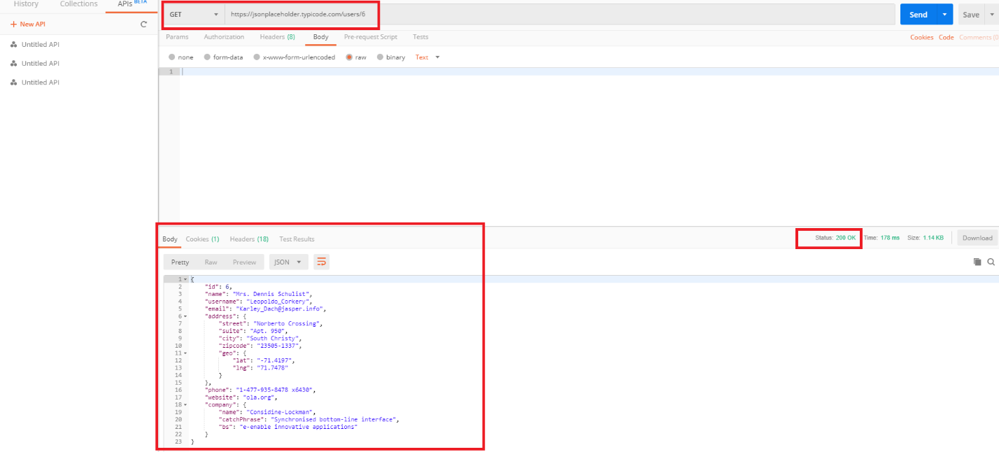 History Collections APIs BETA
GET https://jsonplaceholder.typicode.com/users/6 Send Save
+ New API
Params Authorization Headers (8) Body Pre-request Script Tests Cookies Code Comments (0
Untitled API
none form-data x-www-form-urlencoded raw binary Text
Untitled API
1
Untitled API
Body Cookies (1) Headers (18) Test Results Status: 200 OK Time: 178 ms Size: 1.14 KB Download
Pretty Raw Preview JSON
1 {
2 "id": 6,
3 "name": "Mrs. Dennis Schulist",
4 "username": "Leopoldo_Corkery",
5 "email": "Karley_Dach@jasper.info",
6 "address": {
7 "street": "Norberto Crossing",
8 "suite": "Apt. 950",
9 "city": "South Christy",
10 "zipcode": "23505-1337",
11 "geo": {
12 "lat": "-71.4197",
13 "lng": "71.7478"
14 }
15 },
16 "phone": "1-477-935-8478 x6430",
17 "website": "ola.org",
18 "company": {
19 "name": "Considine-Lockman",
20 "catchPhrase": "Synchronised bottom-line interface",
21 "bs": "e-enable innovative applications"
22 }
23 }